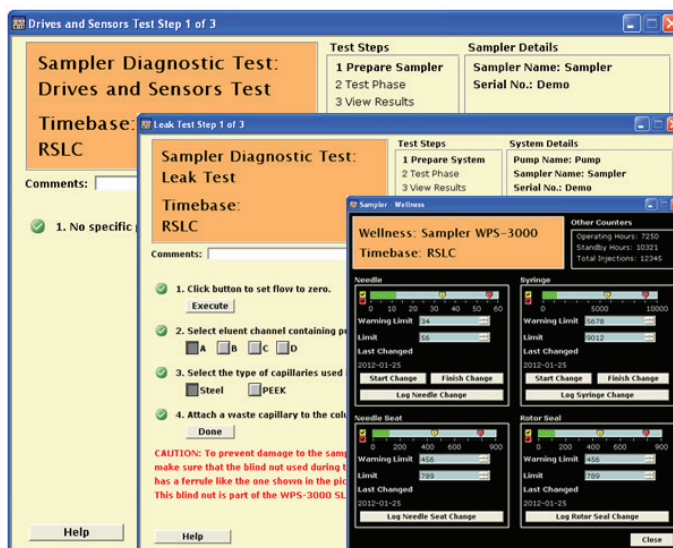 Drives and Sensors Test Step 1 of 3
Sampler Diagnostic Test:
Drives and Sensors Test
Timebase:
RSLC
Test Steps
1 Prepare Sampler
2 Test Phase
3 View Results
Sampler Details
Sampler Name: Sampler
Serial No.: Demo
Comments:
1. No specific
Help
Leak Test Step 1 of 3
Sampler Diagnostic Test:
Leak Test
Timebase:
RSLC
Test Steps
1 Prepare System
2 Test Phase
3 View Results
System Details
Pump Name: Pump
Sampler Name: Sampler
Serial No.: Demo
Comments:
1. Click button to set flow to zero.
Execute
2. Select eluent channel containing
A B C D
3. Select the type of capillaries used
Steel PEEK
4. Attach a waste capillary to the
Done
CAUTION: To prevent damage to the
make sure that the blind nut used during
has a ferrule like the one shown in the
This blind nut is part of the WPS-3000
Help
Sampler - Wellness
Wellness: Sampler WPS-3000
Timebase: RSLC
Other Counters
Operating Hours: 7250
Standby Hours: 10321
Total Injections: 12345
Needle
0 10 20 30 40 50 60
Warning Limit 34
Limit 56
Last Changed
2012-01-25
Start Change Finish Change
Log Needle Change
Syringe
0 5000 10000
Warning Limit 5678
Limit 9012
Last Changed
2012-01-25
Start Change Finish Change
Log Syringe Change
Needle Seat
0 450 900
Warning Limit 456
Limit 789
Last Changed
2012-01-25
Log Needle Seat Change
Rotor Seal
0 450 900
Warning Limit 456
Limit 789
Last Changed
2012-01-25
Log Rotor Seal Change
Close